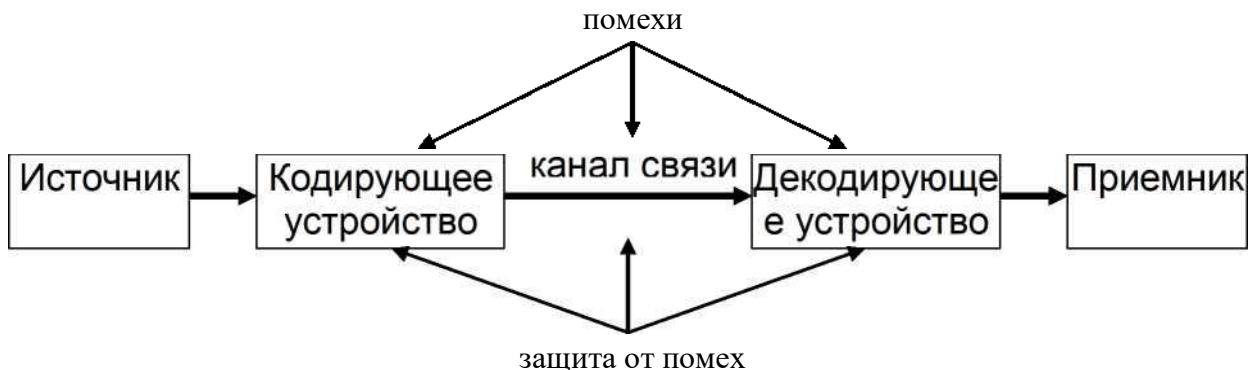 помехи
Источник
Кодирующее
устройство
канал связи
Декодирующе
е устройство
Приемник
защита от помех